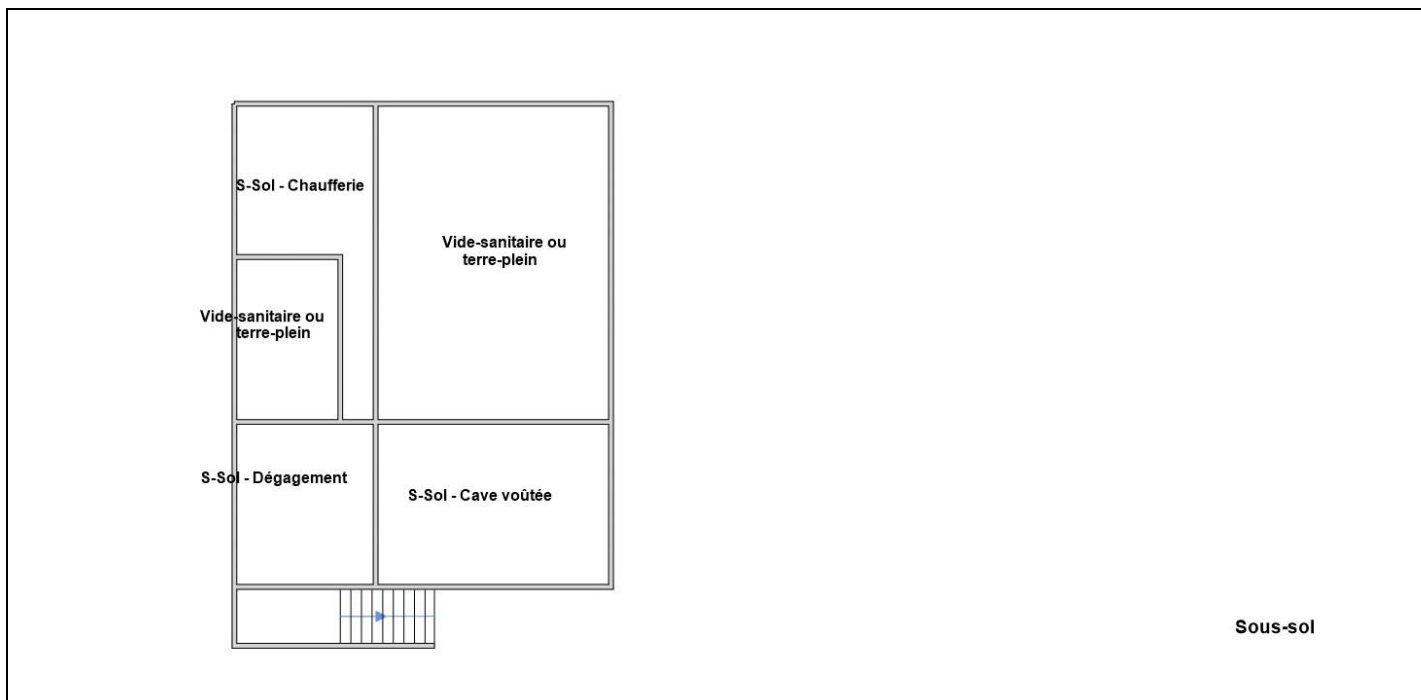 S-Sol - Chaufferie
Vide-sanitaire ou
terre-plein
Vide-sanitaire ou
terre-plein
S-Sol - Dégagement
S-Sol - Cave voûtée
Sous-sol